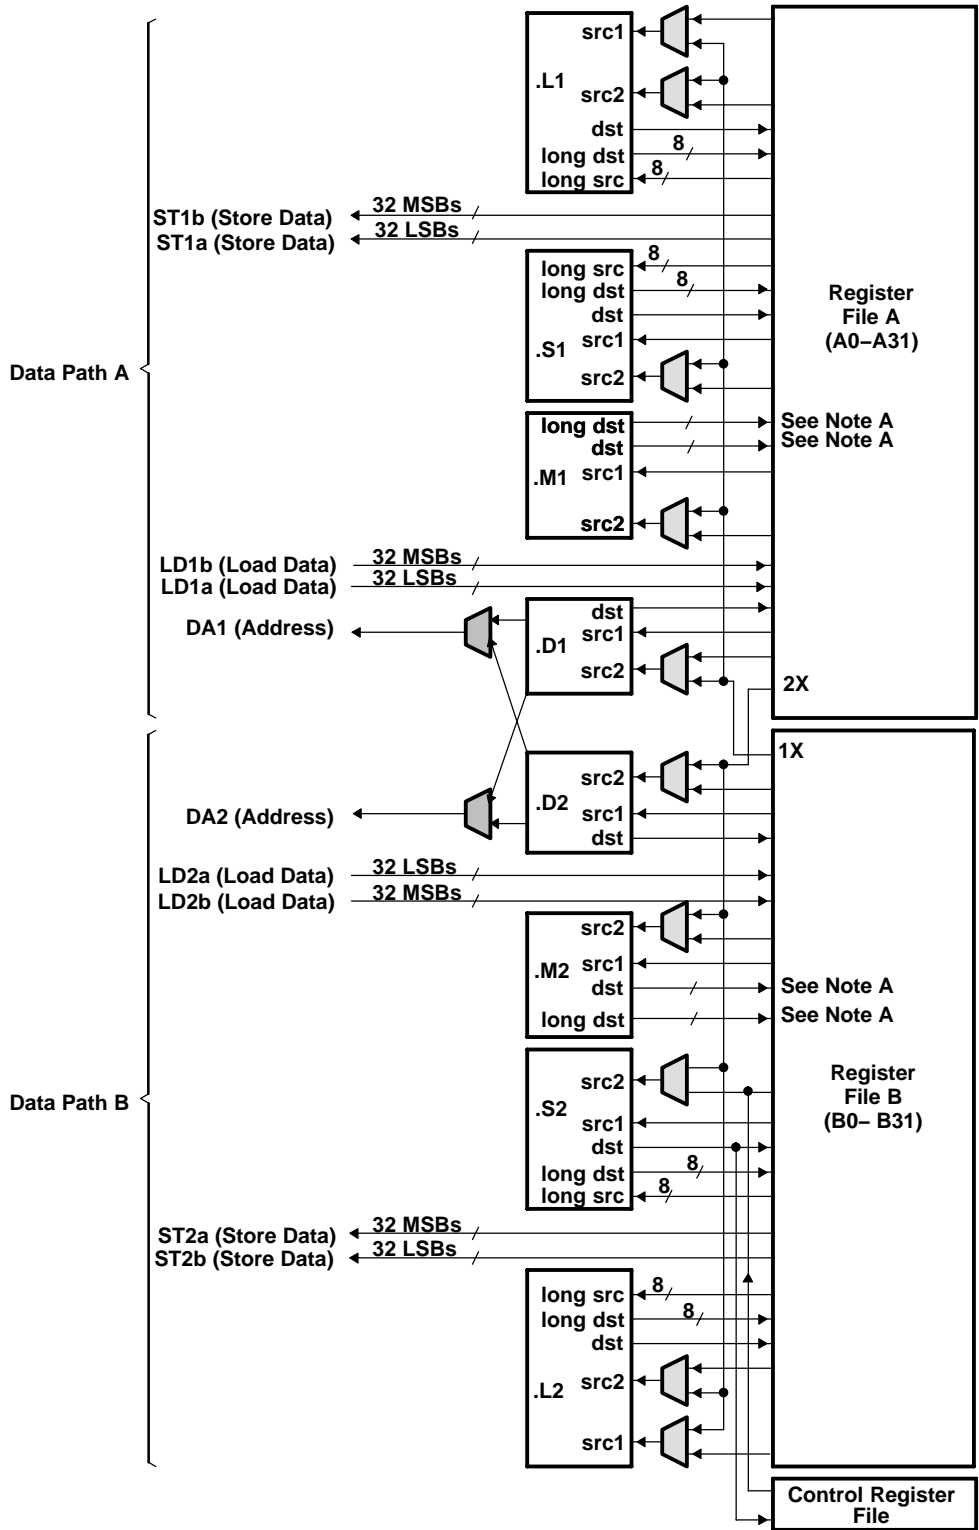 src1
.L1
src2
dst
long dst
8
long src
8
ST1b (Store Data)
32 MSBs
ST1a (Store Data)
32 LSBs
long src
8
long dst
8
dst
.S1
src1
src2
Register
File A
(A0–A31)
Data Path A
long dst
See Note A
dst
See Note A
.M1
src1
src2
LD1b (Load Data)
32 MSBs
LD1a (Load Data)
32 LSBs
DA1 (Address)
dst
.D1
src1
src2
2X
1X
DA2 (Address)
src2
.D2
src1
dst
LD2a (Load Data)
32 LSBs
LD2b (Load Data)
32 MSBs
src2
.M2
src1
dst
See Note A
long dst
See Note A
Data Path B
src2
.S2
src1
dst
long dst
8
long src
8
Register
File B
(B0– B31)
ST2a (Store Data)
32 MSBs
ST2b (Store Data)
32 LSBs
long src
8
long dst
8
dst
.L2
src2
src1
Control Register
File